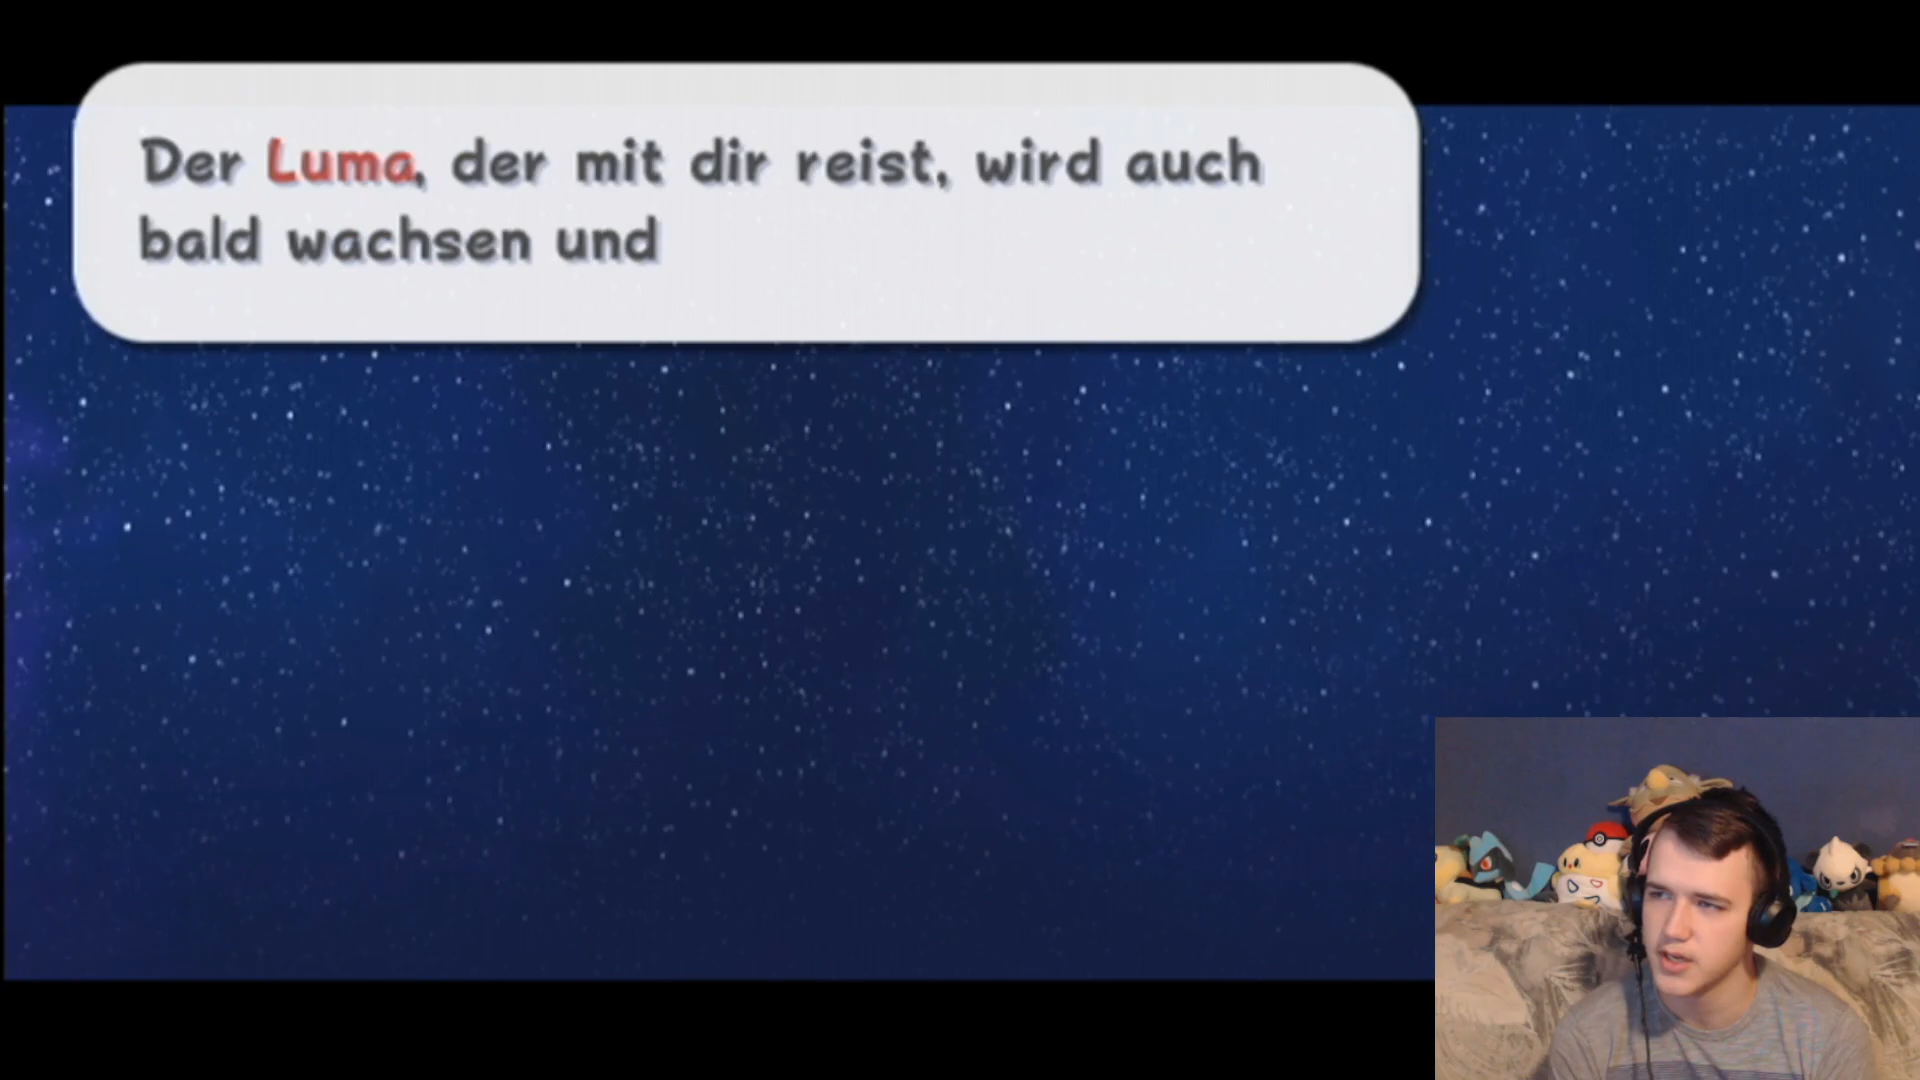 Der Luma, der mit dir reist, wird auch
bald wachsen und